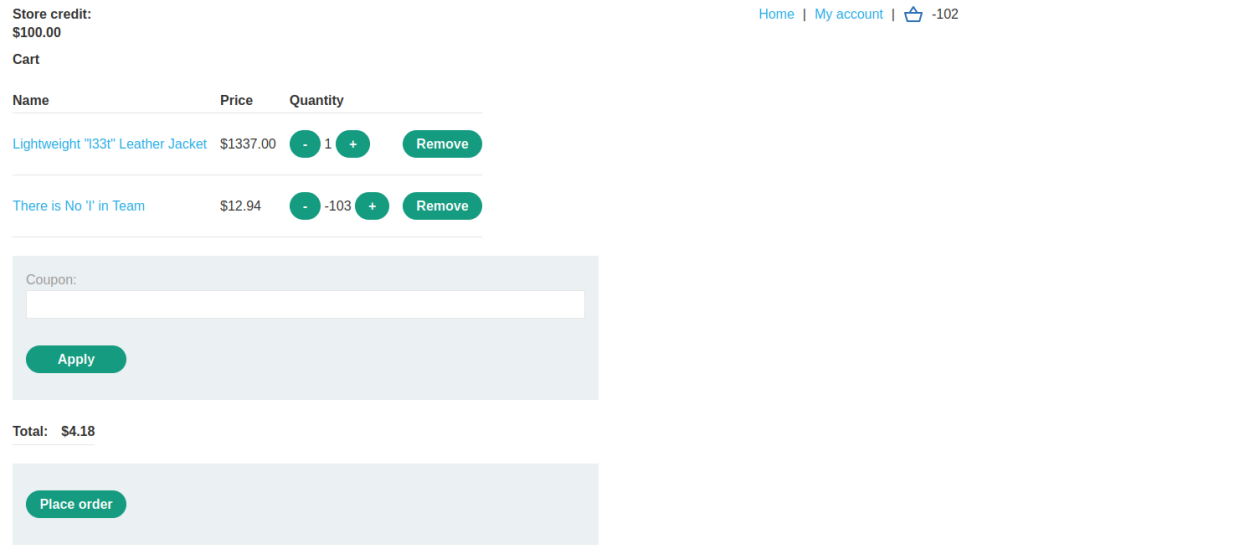 Store credit:
$100.00
Home | My account | -102
Cart
Name Price Quantity
Lightweight "l33t" Leather Jacket $1337.00 - 1 + Remove
There is No 'I' in Team $12.94 - -103 + Remove
Coupon:
Apply
Total: $4.18
Place order